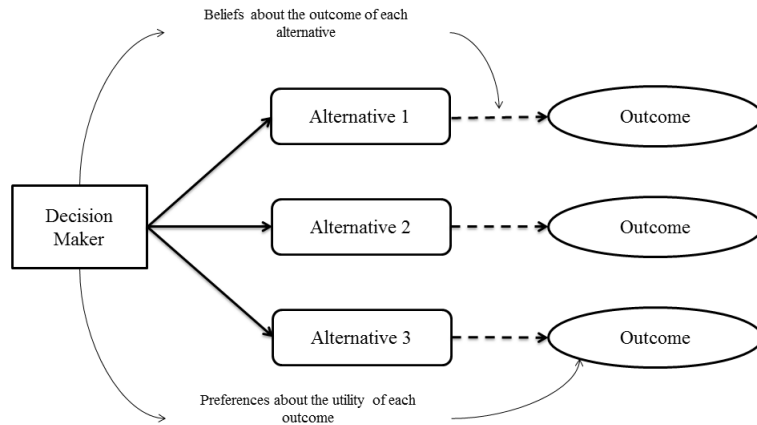 Beliefs about the outcome of each
alternative
Alternative 1
Outcome
Decision
Maker
Alternative 2
Outcome
Alternative 3
Outcome
Preferences about the utility of each
outcome